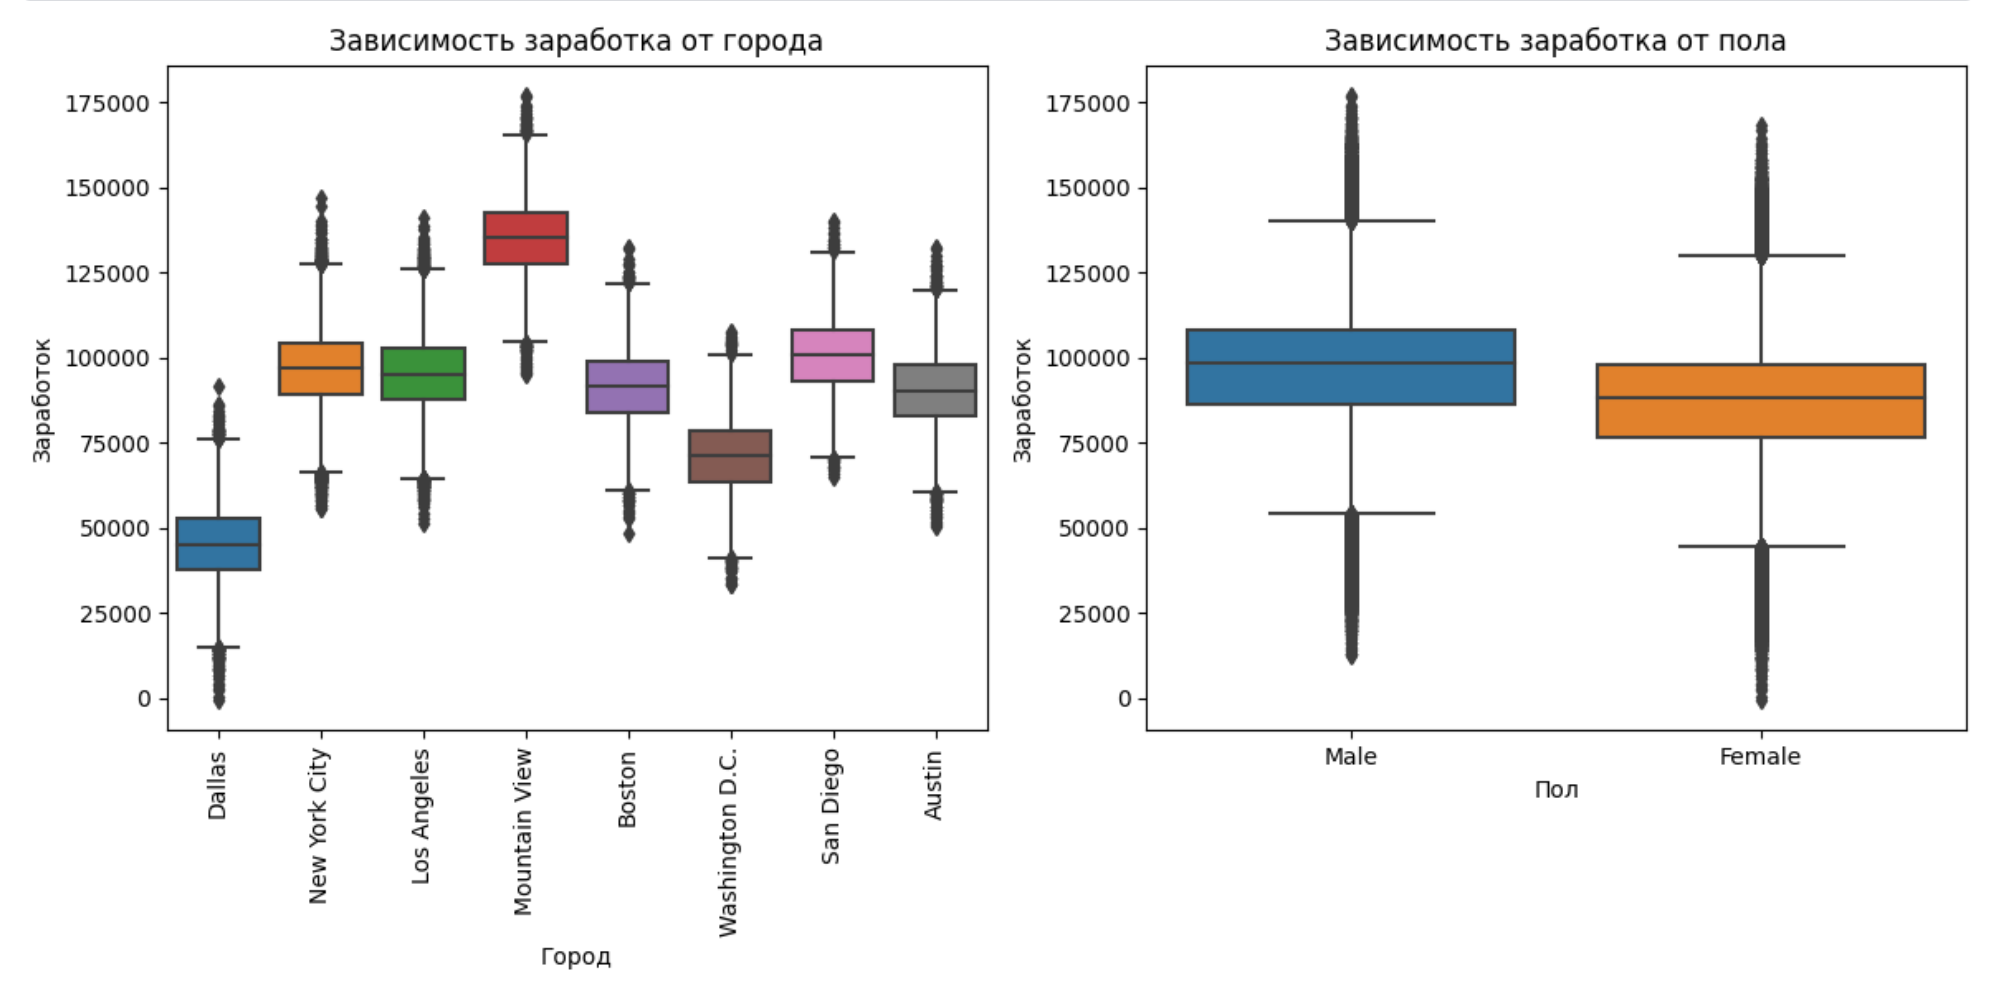 Зависимость заработка от города
Зависимость заработка от пола
175000
150000
125000
100000
75000
50000
25000
0
Заработок
Dallas
New York City
Los Angeles
Mountain View
Boston
Washington D.C.
San Diego
Austin
Город
175000
150000
125000
100000
75000
50000
25000
0
Заработок
Male
Female
Пол